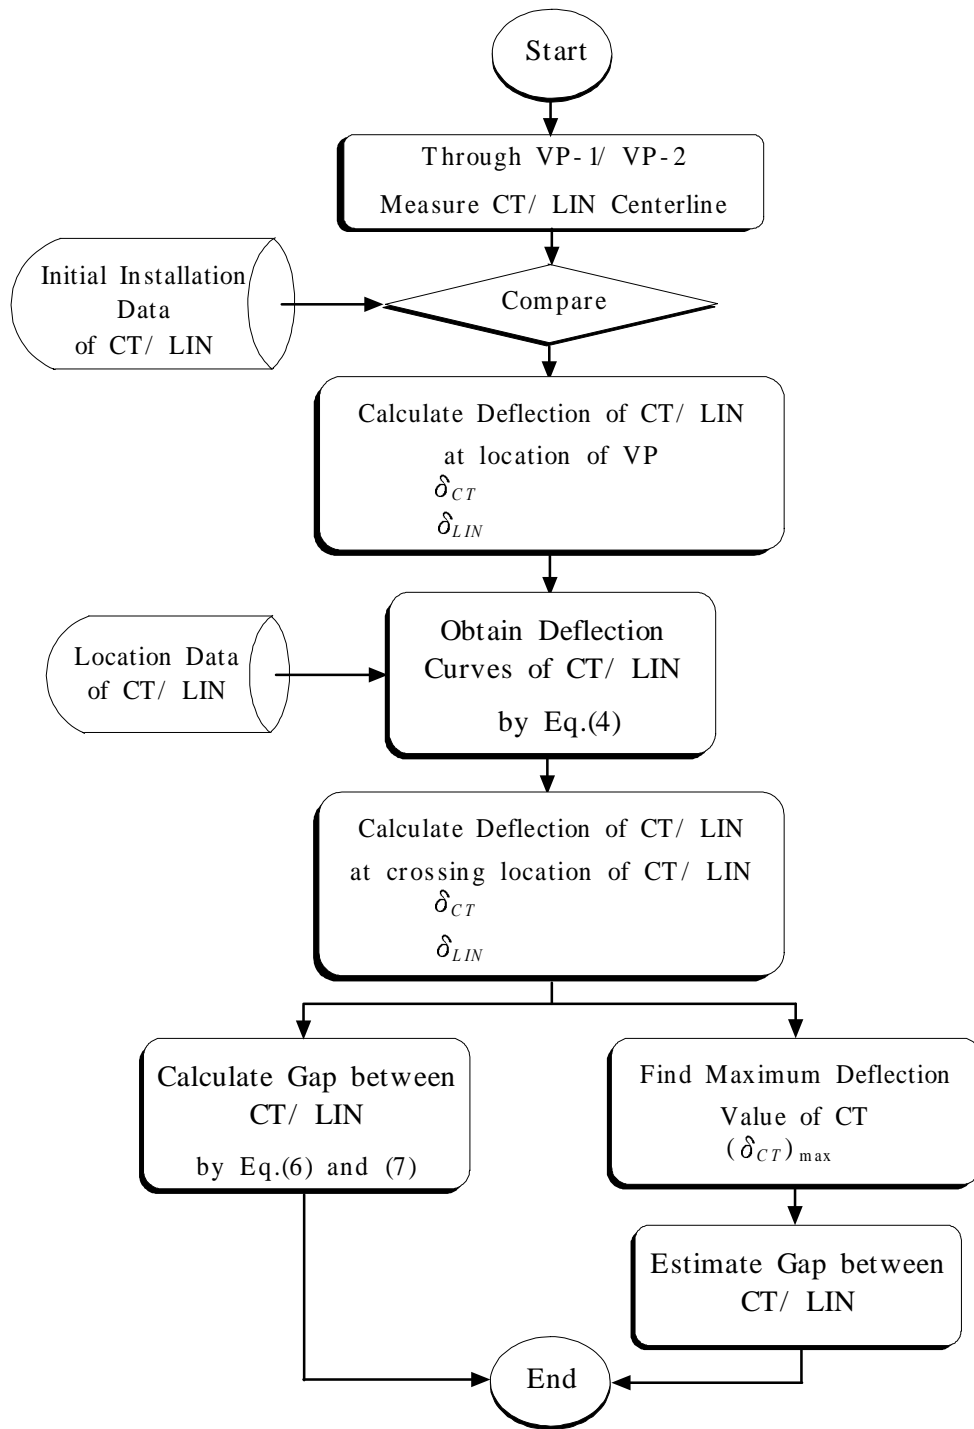 Start
Through VP-1/ VP-2
Measure CT/ LIN Centerline
Initial Installation
Data
of CT/ LIN
Compare
Calculate Deflection of CT/ LIN
at location of VP
δCT
δLIN
Location Data
of CT/ LIN
Obtain Deflection
Curves of CT/ LIN
by Eq.(4)
Calculate Deflection of CT/ LIN
at crossing location of CT/ LIN
δCT
δLIN
Calculate Gap between
CT/ LIN
by Eq.(6) and (7)
Find Maximum Deflection
Value of CT
(δCT)max
Estimate Gap between
CT/ LIN
End